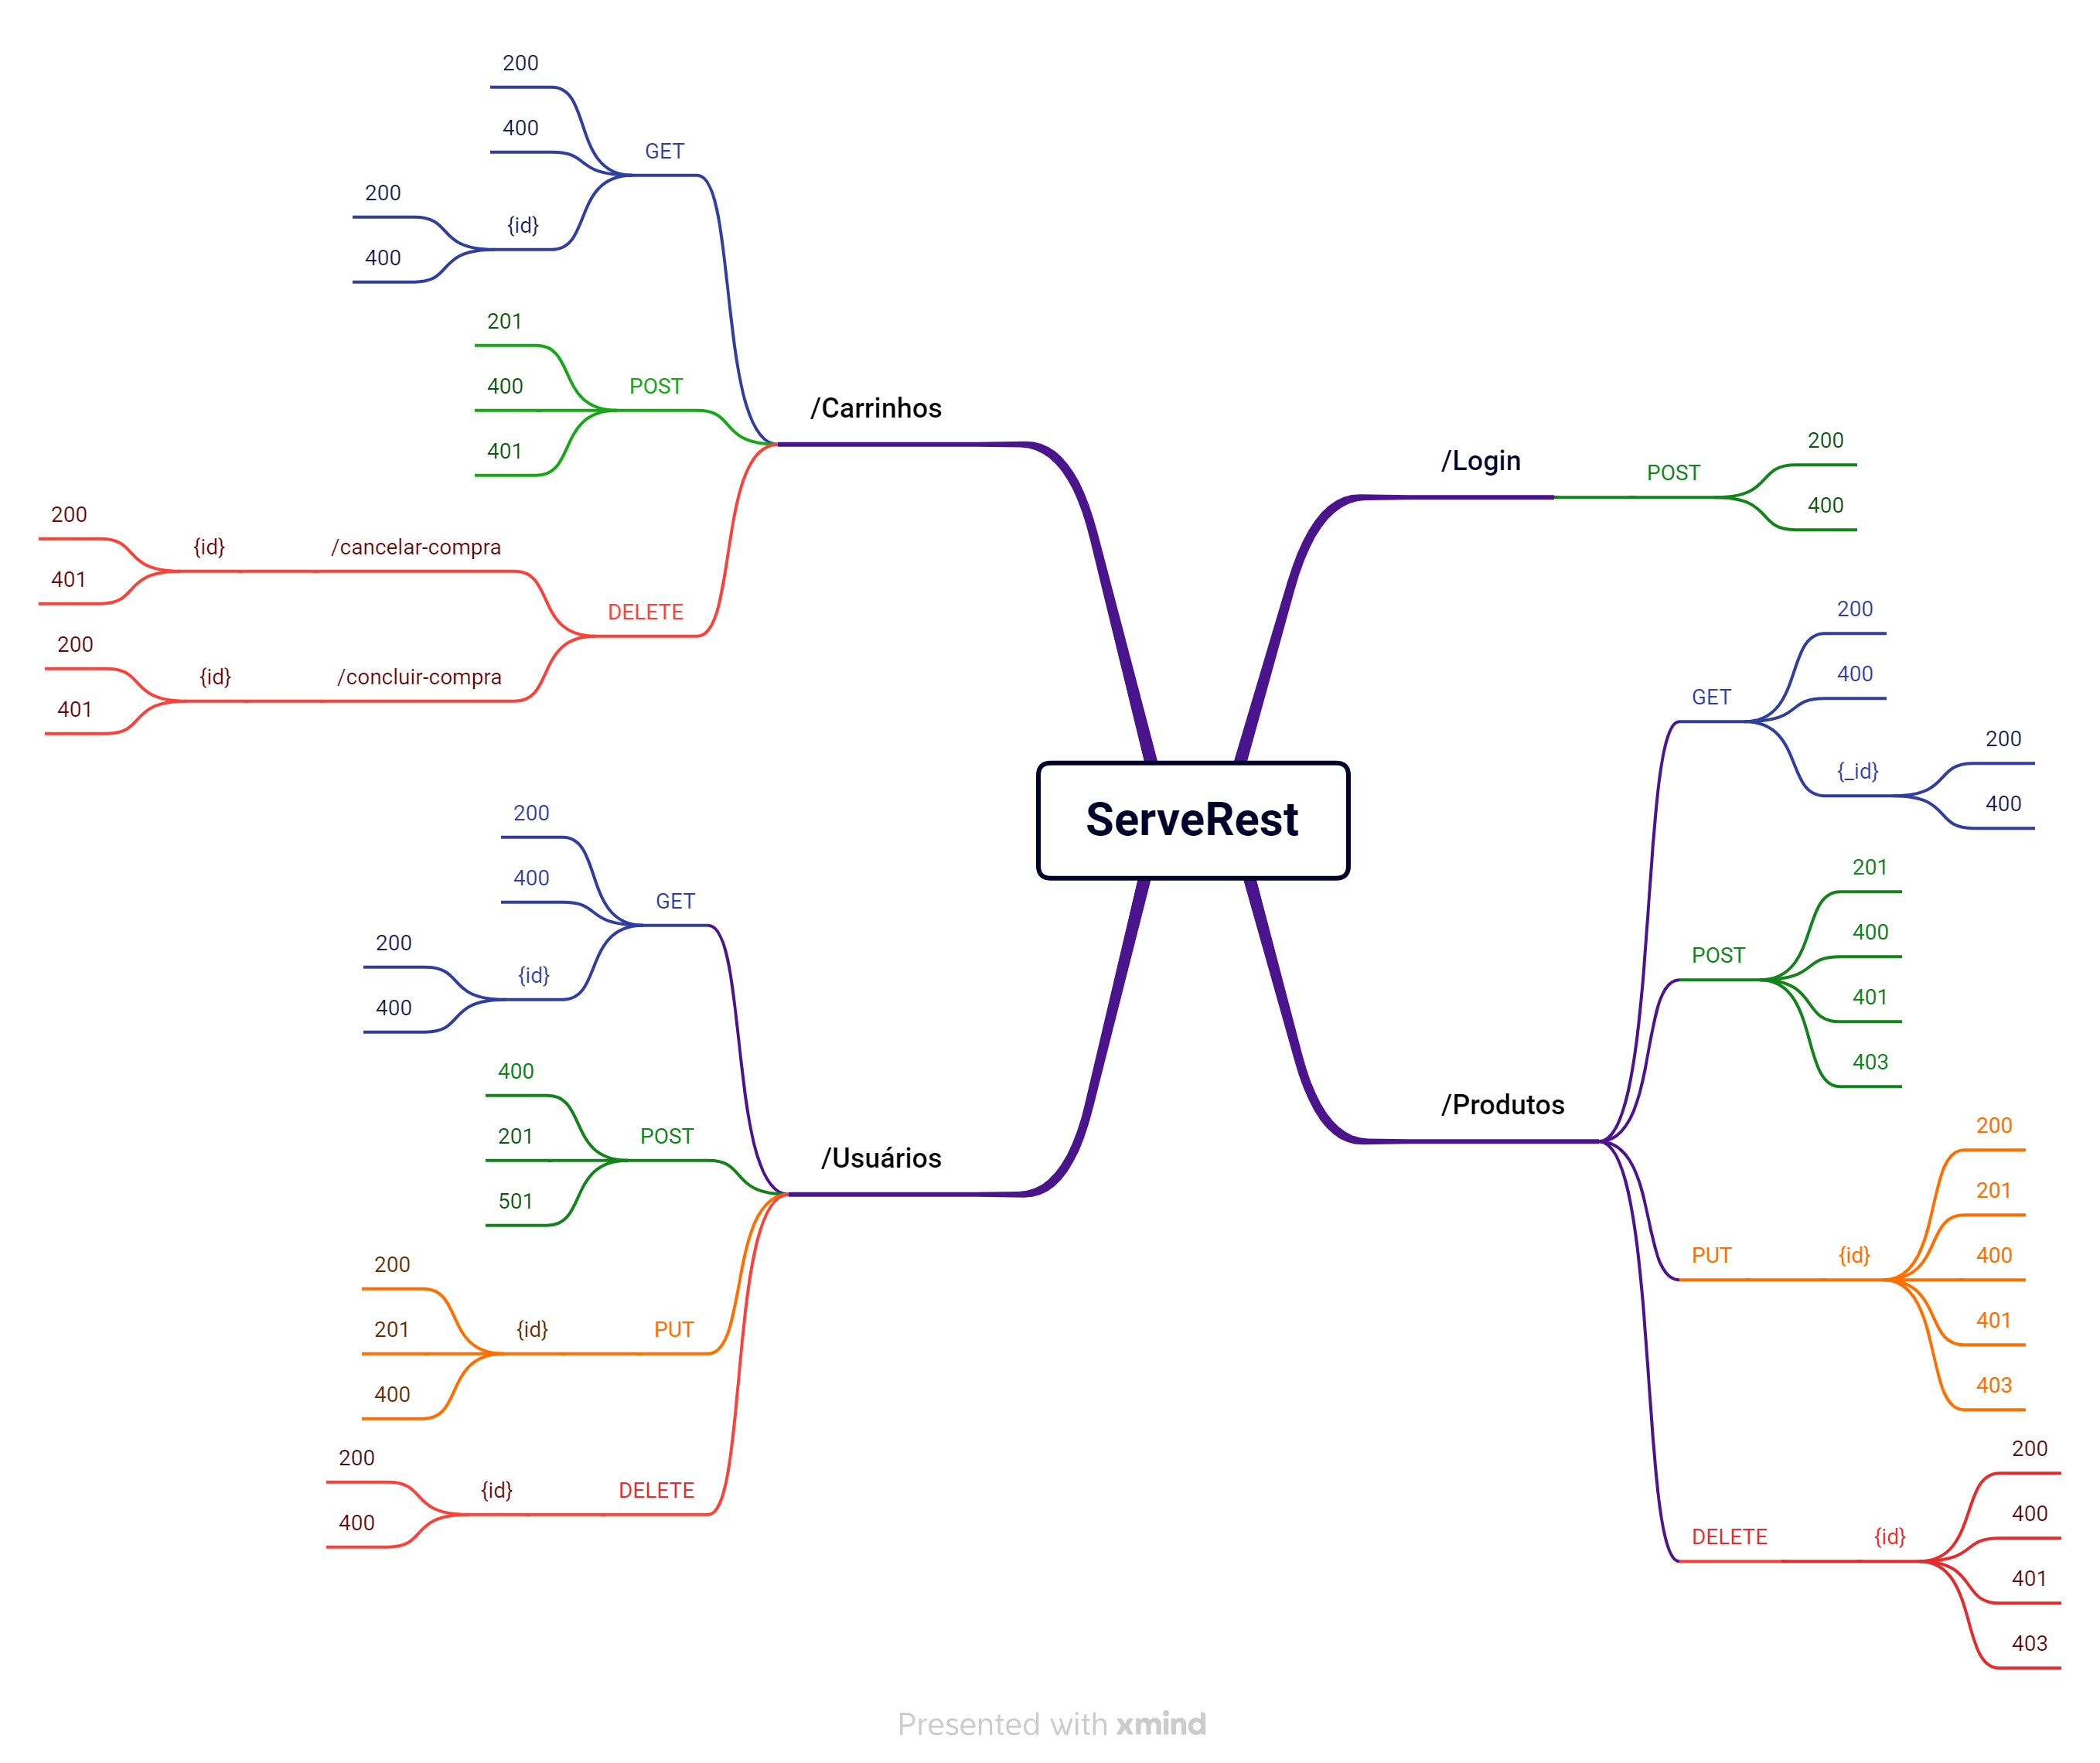 ServeRest
/Login
POST
200
400
/Produtos
GET
200
400
{_id}
200
400
POST
201
400
401
403
PUT
{id}
200
201
400
401
403
DELETE
{id}
200
400
401
403
/Carrinhos
GET
200
400
{id}
200
400
POST
201
400
401
DELETE
/cancelar-compra
{id}
200
401
/concluir-compra
{id}
200
401
/Usuários
GET
200
400
{id}
200
400
POST
400
201
501
PUT
{id}
200
201
400
DELETE
{id}
200
400
Presented with xmind